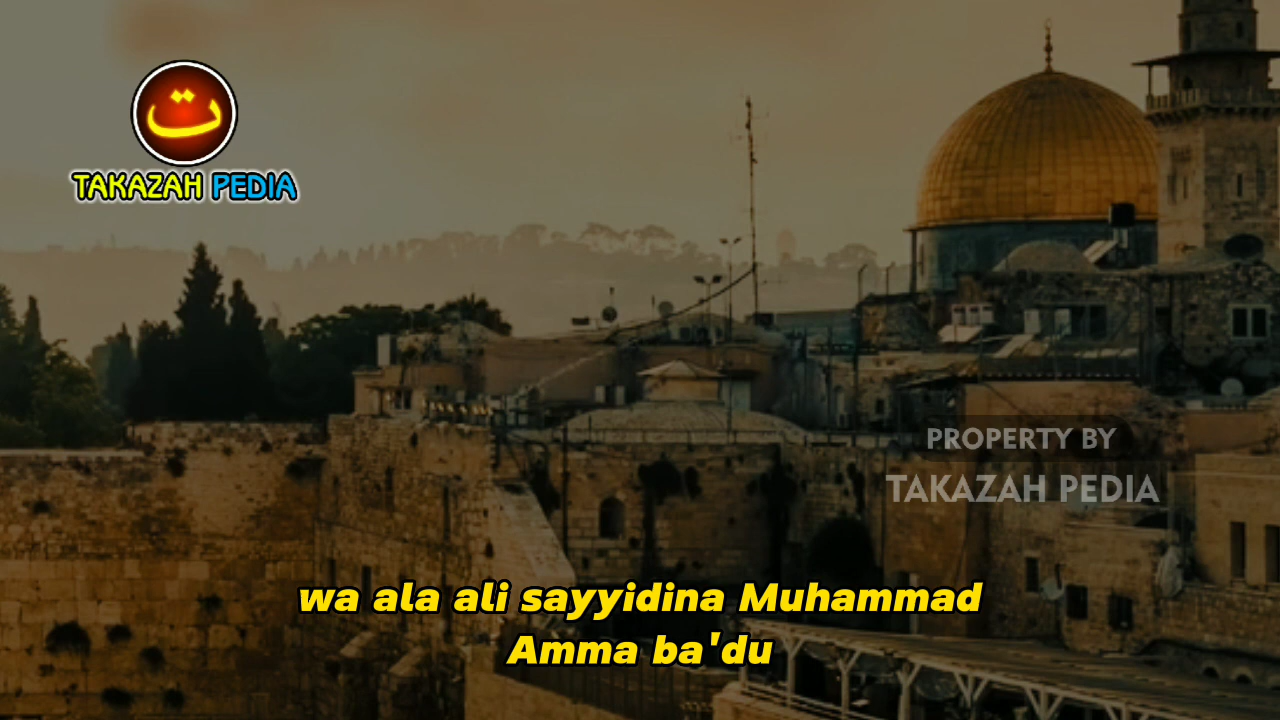 ت
TAKAZAH PEDIA
PROPERTY BY
TAKAZAH PEDIA
wa ala ali sayyidina Muhammad
Amma ba'du